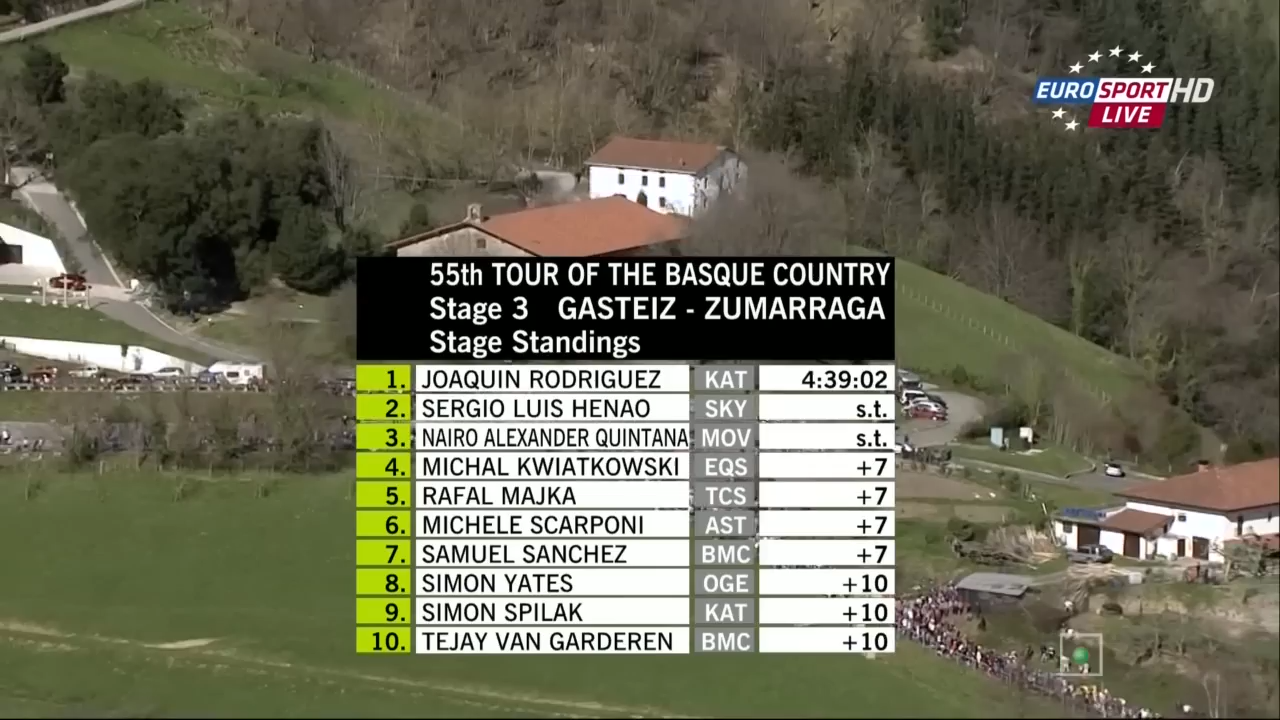 EUROSPORTHD
LIVE
55th TOUR OF THE BASQUE COUNTRY
Stage 3 GASTEIZ - ZUMARRAGA
Stage Standings
1. JOAQUIN RODRIGUEZ KAT 4:39:02
2. SERGIO LUIS HENAO SKY s.t.
3. NAIRO ALEXANDER QUINTANA MOV s.t.
4. MICHAL KWIATKOWSKI EQS +7
5. RAFAL MAJKA TCS +7
6. MICHELE SCARPONI AST +7
7. SAMUEL SANCHEZ BMC +7
8. SIMON YATES OGE +10
9. SIMON SPILAK KAT +10
10. TEJAY VAN GARDEREN BMC +10